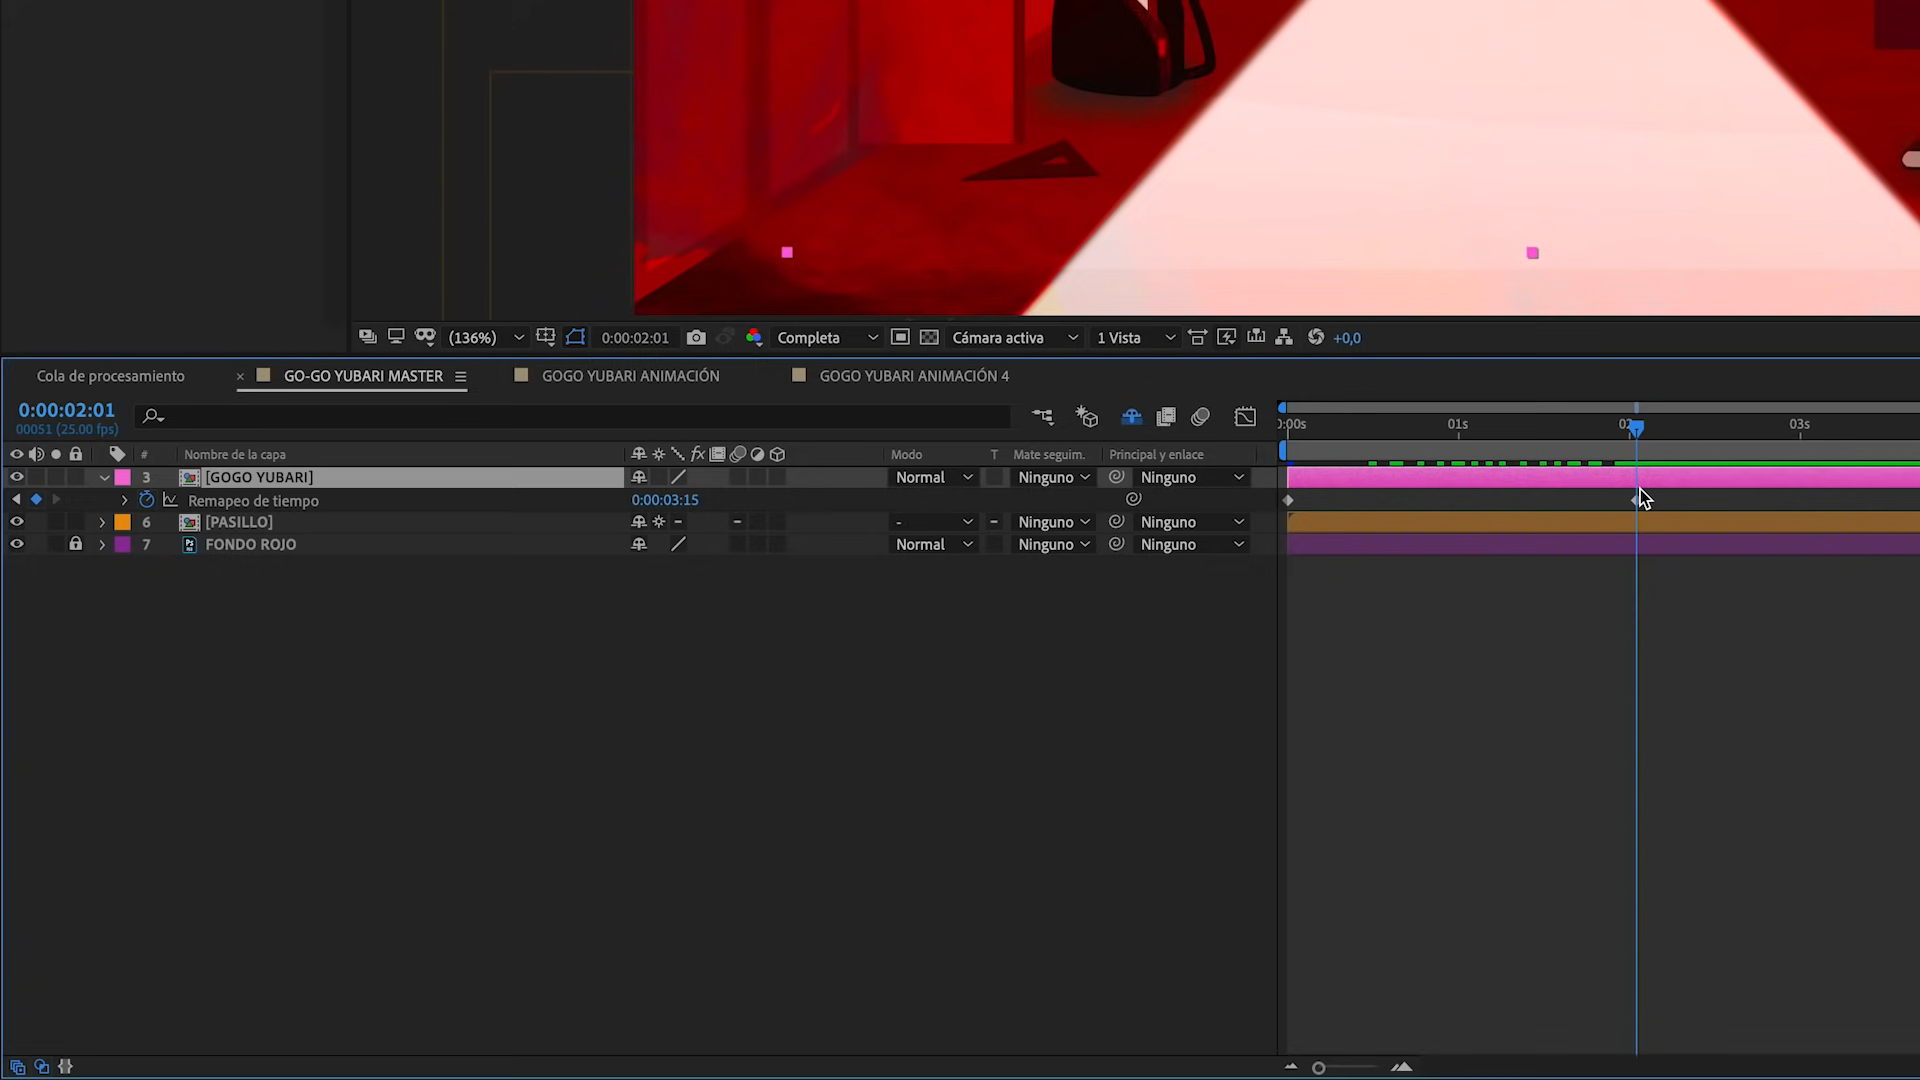 (136%) 0:00:02:01 Completa Cámara activa 1 Vista +0,0
Cola de procesamiento × GO-GO YUBARI MASTER GOGO YUBARI ANIMACIÓN GOGO YUBARI ANIMACIÓN 4
0:00:02:01
00051 (25.00 fps)
01s 03s
# Nombre de la capa fx Modo T Mate seguim. Principal y enlace
3 [GOGO YUBARI] Normal Ninguno Ninguno
Remapeo de tiempo 0:00:03:15
6 [PASILLO] - Ninguno Ninguno
7 FONDO ROJO Normal Ninguno Ninguno